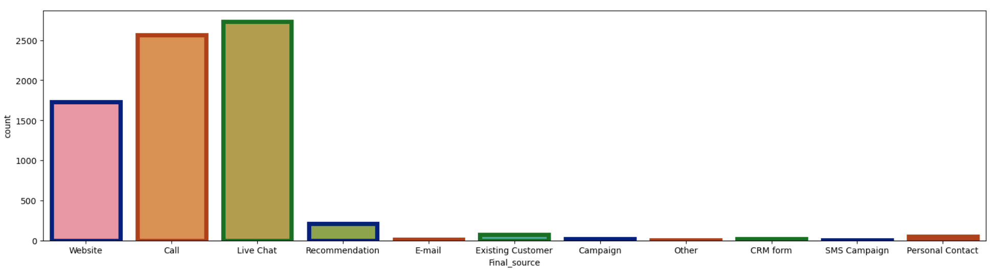 2500
2000
1500
1000
500
0
count
Website Call Live Chat Recommendation E-mail Existing Customer Campaign Other CRM form SMS Campaign Personal Contact
Final_source